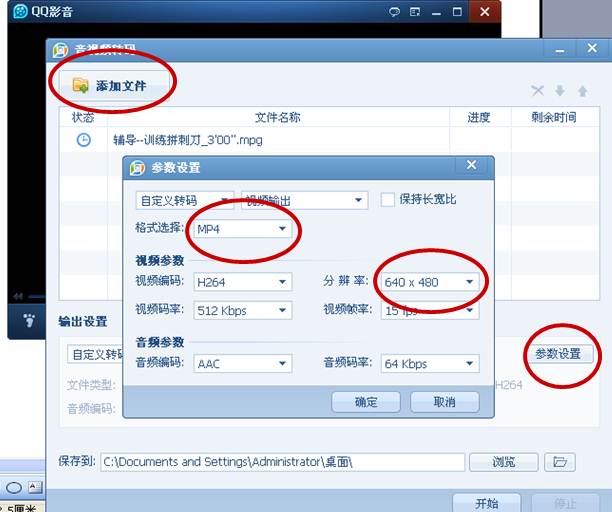 QQ影音
音视频转码
添加文件
状态 文件名称 进度 剩余时间
辅导--训练拼刺刀_3'00".mpg
参数设置
自定义转码 视频输出 保持长宽比
格式选择: MP4
视频参数
视频编码: H264 分 辨 率: 640 x 480
视频码率: 512 Kbps 视频帧率: 15 fps
音频参数
音频编码: AAC 音频码率: 64 Kbps
确定 取消
输出设置
自定义转码 参数设置
文件类型: H264
音频编码:
保存到: C:\Documents and Settings\Administrator\桌面\ 浏览
开始 停止
.5厘米